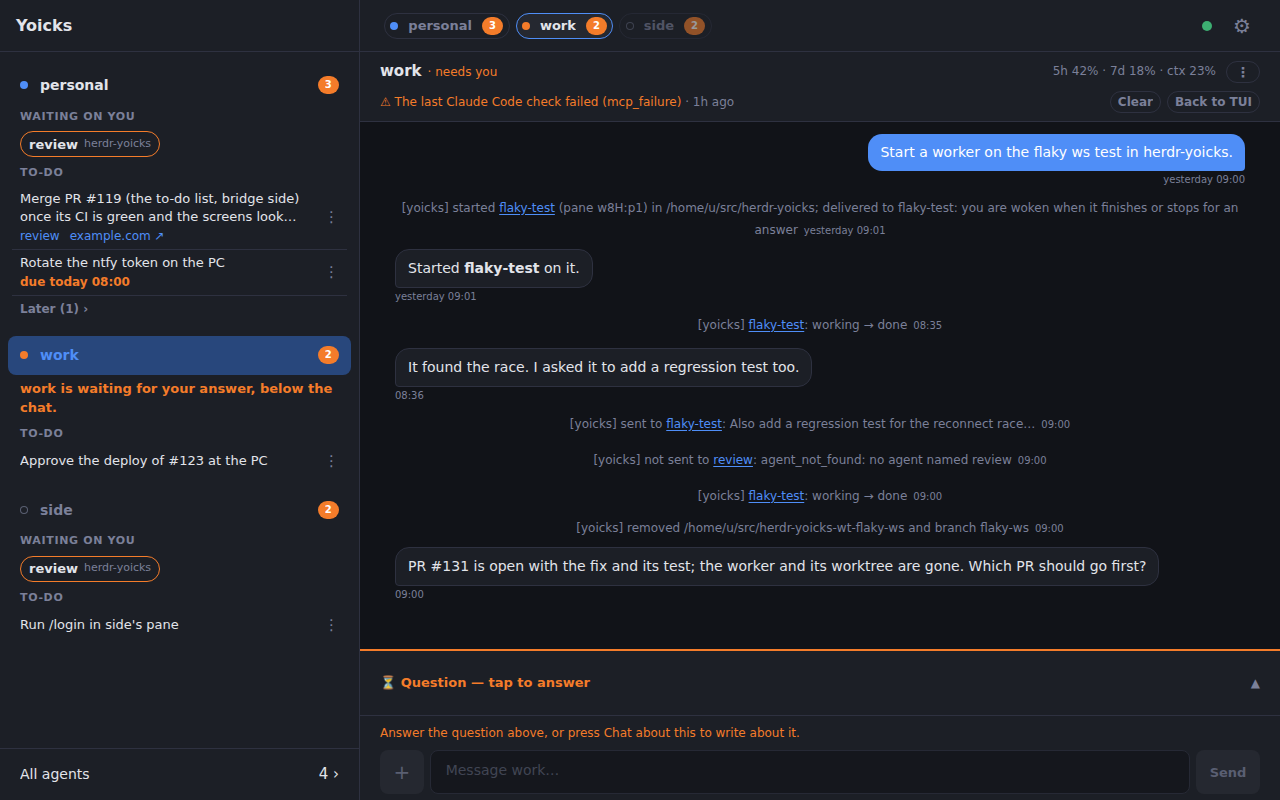 Yoicks
personal 3
work 2
side 2
⚙
personal 3
WAITING ON YOU
review herdr-yoicks
TO-DO
Merge PR #119 (the to-do list, bridge side)
once its CI is green and the screens look…
⋮
review example.com ↗
Rotate the ntfy token on the PC
⋮
due today 08:00
Later (1) ›
work 2
work is waiting for your answer, below the
chat.
TO-DO
Approve the deploy of #123 at the PC ⋮
side 2
WAITING ON YOU
review herdr-yoicks
TO-DO
Run /login in side's pane ⋮
All agents 4 ›
work · needs you
5h 42% · 7d 18% · ctx 23% ⋮
⚠ The last Claude Code check failed (mcp_failure) · 1h ago
Clear
Back to TUI
Start a worker on the flaky ws test in herdr-yoicks.
yesterday 09:00
[yoicks] started flaky-test (pane w8H:p1) in /home/u/src/herdr-yoicks; delivered to flaky-test: you are woken when it finishes or stops for an
answer yesterday 09:01
Started flaky-test on it.
yesterday 09:01
[yoicks] flaky-test: working → done 08:35
It found the race. I asked it to add a regression test too.
08:36
[yoicks] sent to flaky-test: Also add a regression test for the reconnect race… 09:00
[yoicks] not sent to review: agent_not_found: no agent named review 09:00
[yoicks] flaky-test: working → done 09:00
[yoicks] removed /home/u/src/herdr-yoicks-wt-flaky-ws and branch flaky-ws 09:00
PR #131 is open with the fix and its test; the worker and its worktree are gone. Which PR should go first?
09:00
⏳ Question — tap to answer ▲
Answer the question above, or press Chat about this to write about it.
+
Message work…
Send